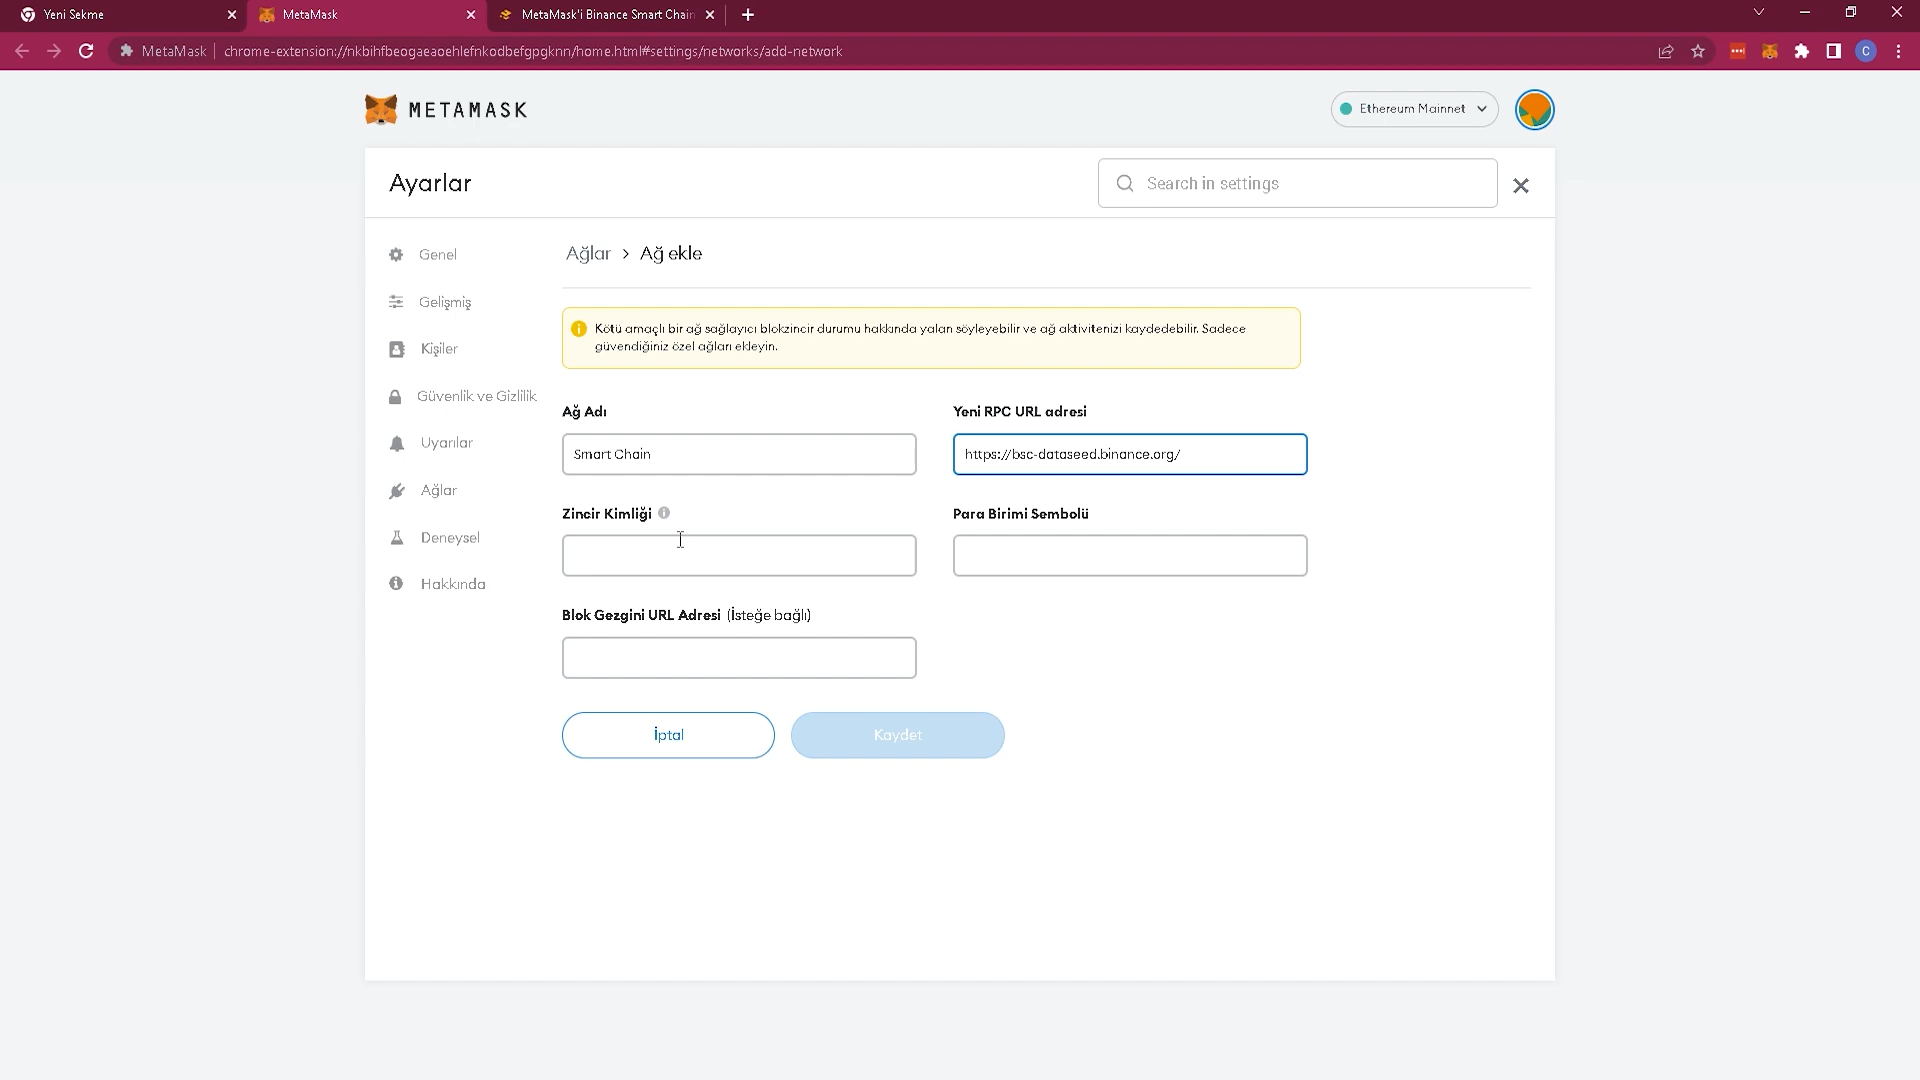 Yeni Sekme
MetaMask
MetaMask'i Binance Smart Chain
MetaMask
chrome-extension://nkbihfbeogaeaoehlefnkodbefgpgknn/home.html#settings/networks/add-network
C
METAMASK
Ethereum Mainnet
Ayarlar
Search in settings
Genel
Gelişmiş
Kişiler
Güvenlik ve Gizlilik
Uyarılar
Ağlar
Deneysel
Hakkında
Ağlar > Ağ ekle
Kötü amaçlı bir ağ sağlayıcı blokzincir durumu hakkında yalan söyleyebilir ve ağ aktivitenizi kaydedebilir. Sadece
güvendiğiniz özel ağları ekleyin.
Ağ Adı
Smart Chain
Yeni RPC URL adresi
https://bsc-dataseed.binance.org/
Zincir Kimliği
Para Birimi Sembolü
Blok Gezgini URL Adresi (İsteğe bağlı)
İptal
Kaydet